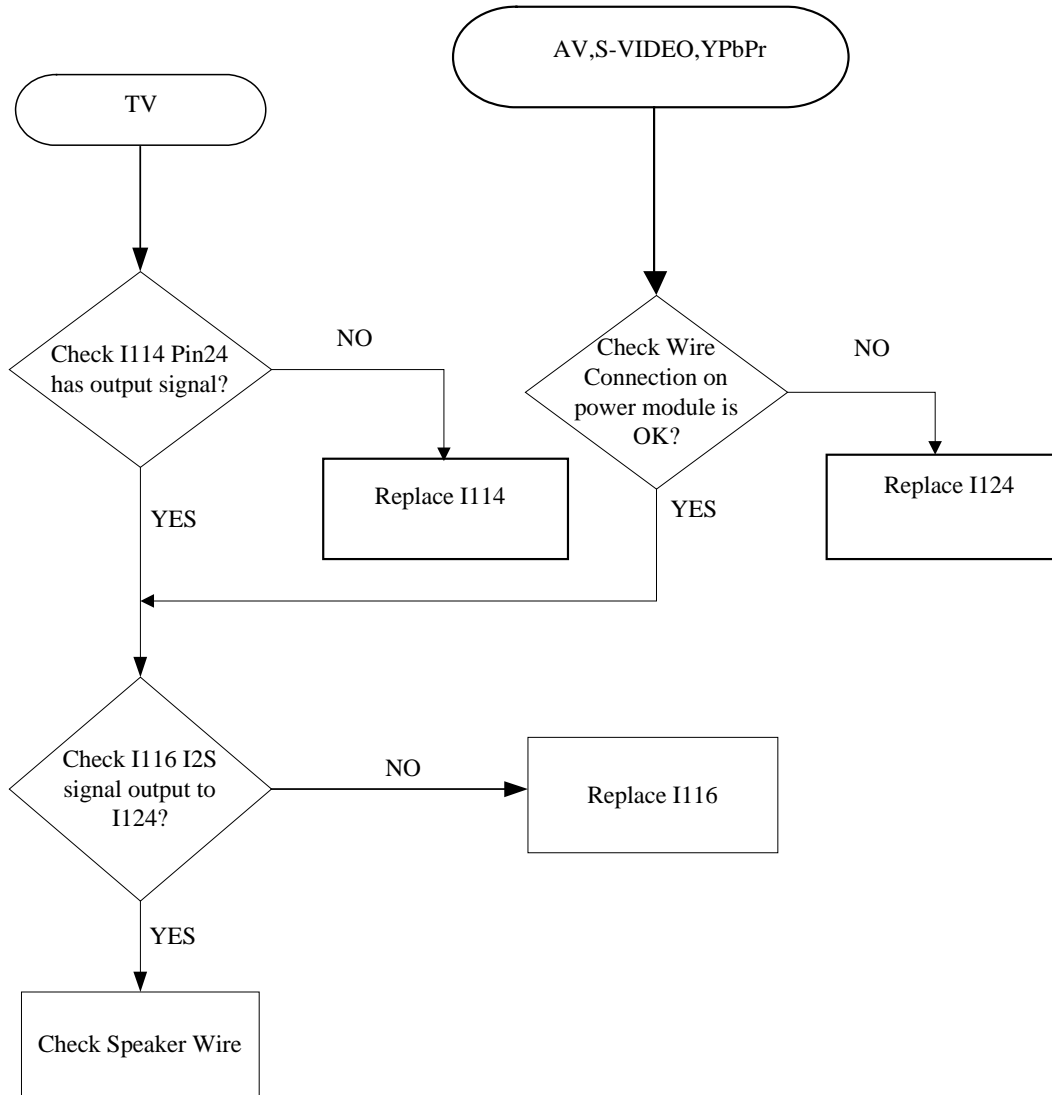 AV,S-VIDEO,YPbPr
TV
Check I114 Pin24
has output signal?
NO
Check Wire
Connection on
power module is
OK?
NO
Replace I114
Replace I124
YES
YES
Check I116 I2S
signal output to
I124?
NO
Replace I116
YES
Check Speaker Wire